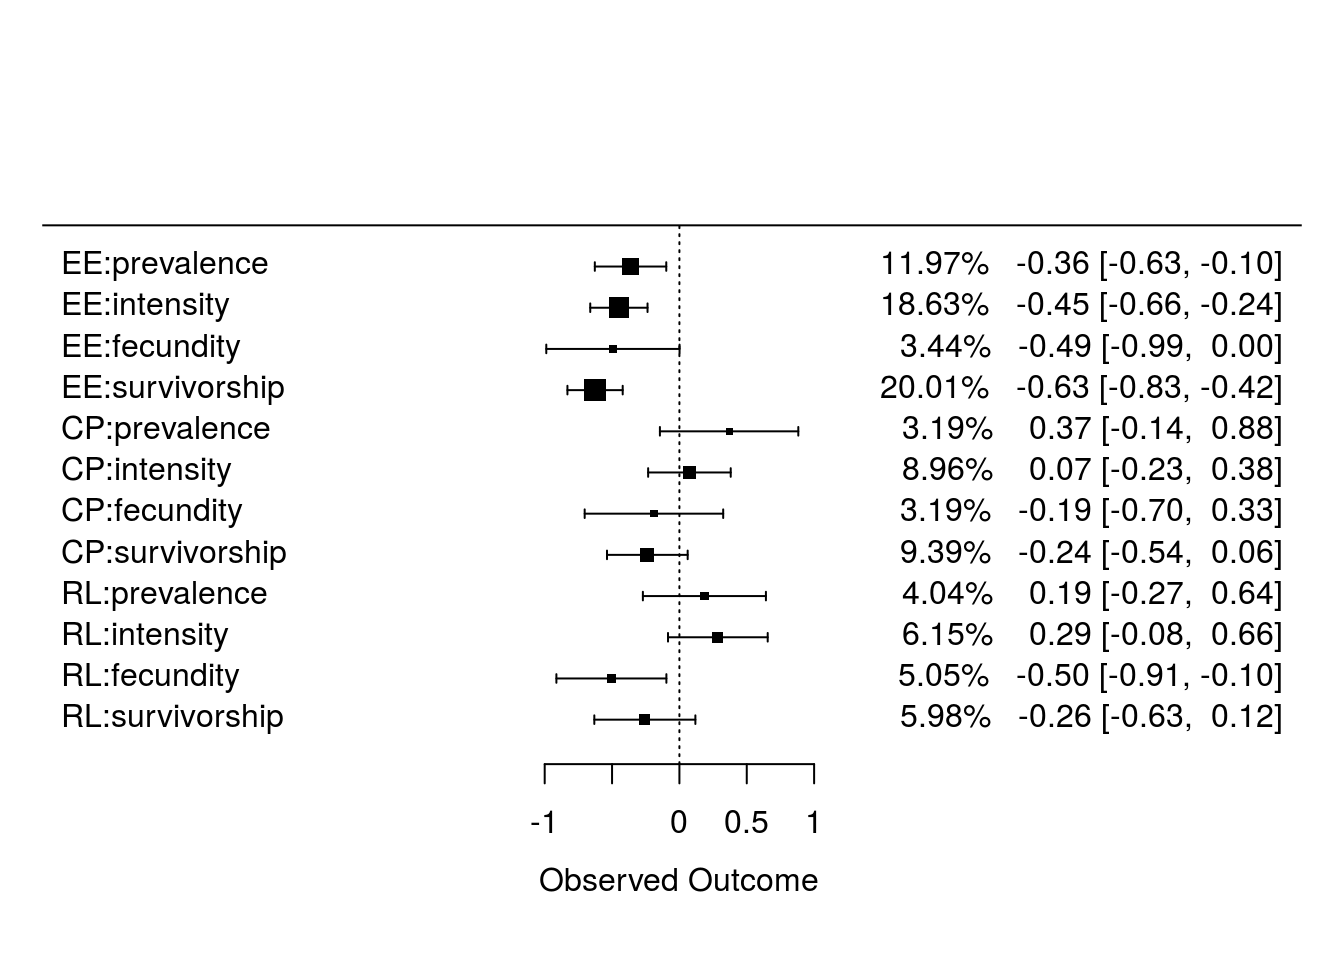 EE:prevalence 11.97% -0.36 [-0.63, -0.10]
EE:intensity 18.63% -0.45 [-0.66, -0.24]
EE:fecundity 3.44% -0.49 [-0.99, 0.00]
EE:survivorship 20.01% -0.63 [-0.83, -0.42]
CP:prevalence 3.19% 0.37 [-0.14, 0.88]
CP:intensity 8.96% 0.07 [-0.23, 0.38]
CP:fecundity 3.19% -0.19 [-0.70, 0.33]
CP:survivorship 9.39% -0.24 [-0.54, 0.06]
RL:prevalence 4.04% 0.19 [-0.27, 0.64]
RL:intensity 6.15% 0.29 [-0.08, 0.66]
RL:fecundity 5.05% -0.50 [-0.91, -0.10]
RL:survivorship 5.98% -0.26 [-0.63, 0.12]
-1 0 0.5 1
Observed Outcome